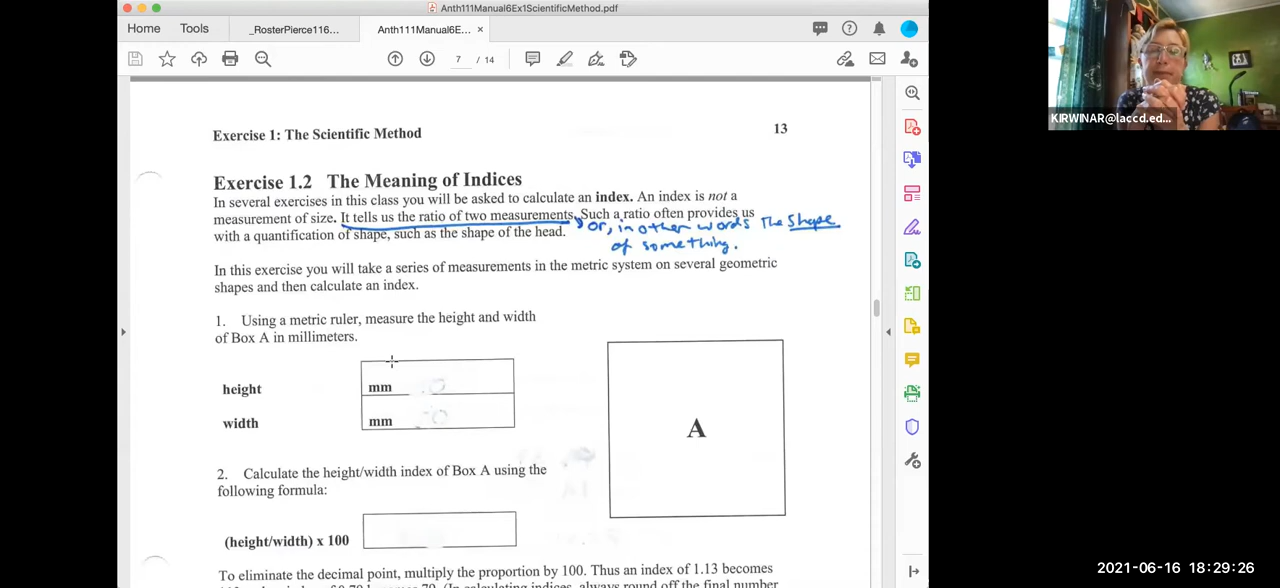 Anth111Manual6Ex1ScientificMethod.pdf
Home
Tools
_RosterPierce116...
Anth111Manual6E...
7 / 14
KIRWINAR@laccd.ed...
Exercise 1: The Scientific Method
13
Exercise 1.2 The Meaning of Indices
In several exercises in this class you will be asked to calculate an index. An index is not a
measurement of size. It tells us the ratio of two measurements. Such a ratio often provides us
with a quantification of shape, such as the shape of the head.
or, in other words the shape
of something.
In this exercise you will take a series of measurements in the metric system on several geometric
shapes and then calculate an index.
1. Using a metric ruler, measure the height and width
of Box A in millimeters.
height
mm
width
mm
A
2. Calculate the height/width index of Box A using the
following formula:
(height/width) x 100
To eliminate the decimal point, multiply the proportion by 100. Thus an index of 1.13 becomes
2021-06-16 18:29:26